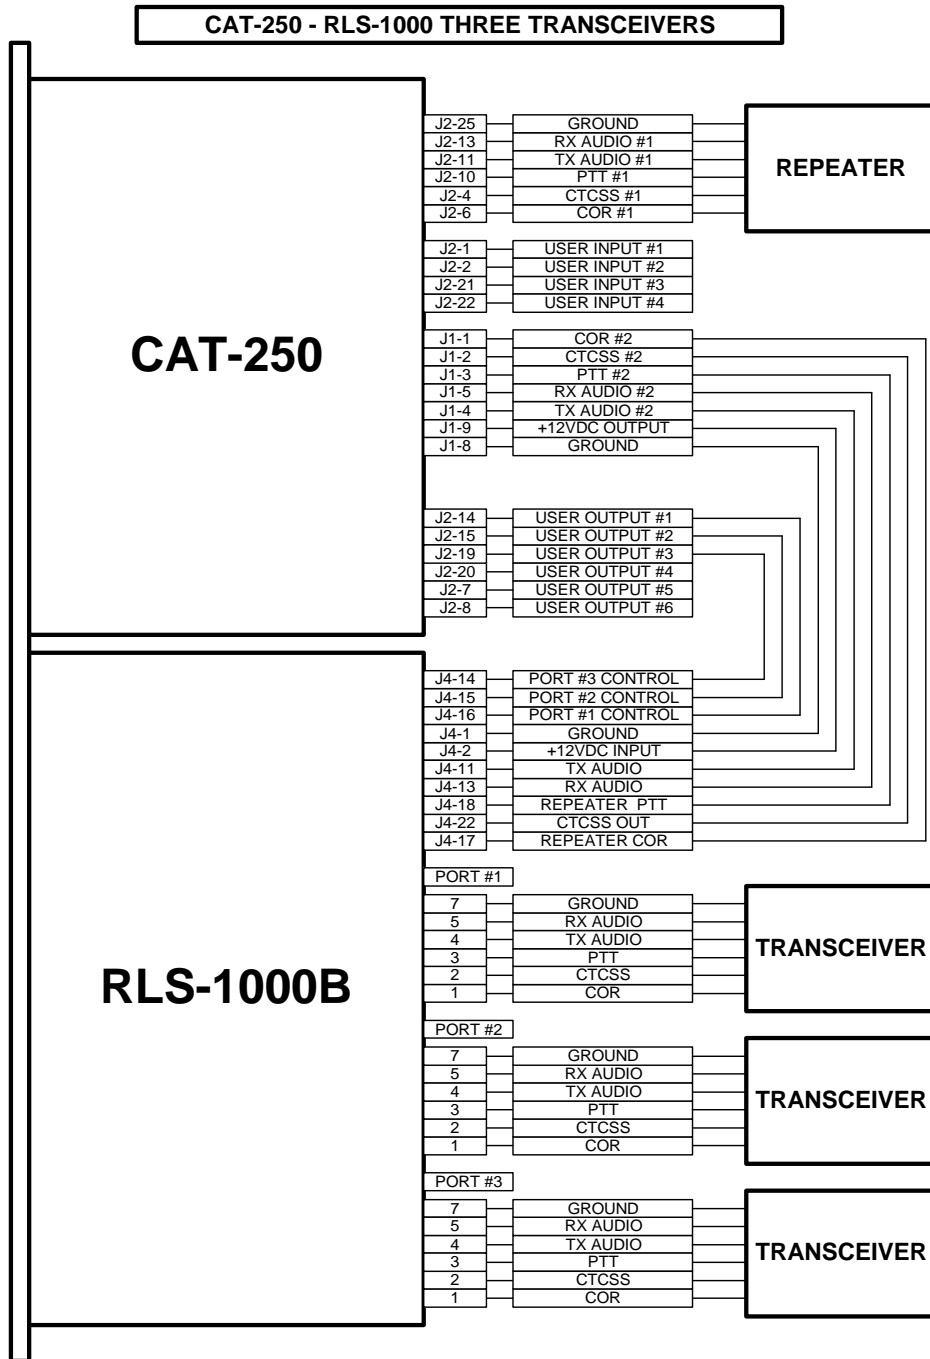 CAT-250 - RLS-1000 THREE TRANSCEIVERS
CAT-250
J2-25 GROUND
J2-13 RX AUDIO #1
J2-11 TX AUDIO #1
J2-10 PTT #1
J2-4 CTCSS #1
J2-6 COR #1
REPEATER
J2-1 USER INPUT #1
J2-2 USER INPUT #2
J2-21 USER INPUT #3
J2-22 USER INPUT #4
J1-1 COR #2
J1-2 CTCSS #2
J1-3 PTT #2
J1-5 RX AUDIO #2
J1-4 TX AUDIO #2
J1-9 +12VDC OUTPUT
J1-8 GROUND
J2-14 USER OUTPUT #1
J2-15 USER OUTPUT #2
J2-19 USER OUTPUT #3
J2-20 USER OUTPUT #4
J2-7 USER OUTPUT #5
J2-8 USER OUTPUT #6
RLS-1000B
J4-14 PORT #3 CONTROL
J4-15 PORT #2 CONTROL
J4-16 PORT #1 CONTROL
J4-1 GROUND
J4-2 +12VDC INPUT
J4-11 TX AUDIO
J4-13 RX AUDIO
J4-18 REPEATER PTT
J4-22 CTCSS OUT
J4-17 REPEATER COR
PORT #1
7 GROUND
5 RX AUDIO
4 TX AUDIO
3 PTT
2 CTCSS
1 COR
TRANSCEIVER
PORT #2
7 GROUND
5 RX AUDIO
4 TX AUDIO
3 PTT
2 CTCSS
1 COR
TRANSCEIVER
PORT #3
7 GROUND
5 RX AUDIO
4 TX AUDIO
3 PTT
2 CTCSS
1 COR
TRANSCEIVER